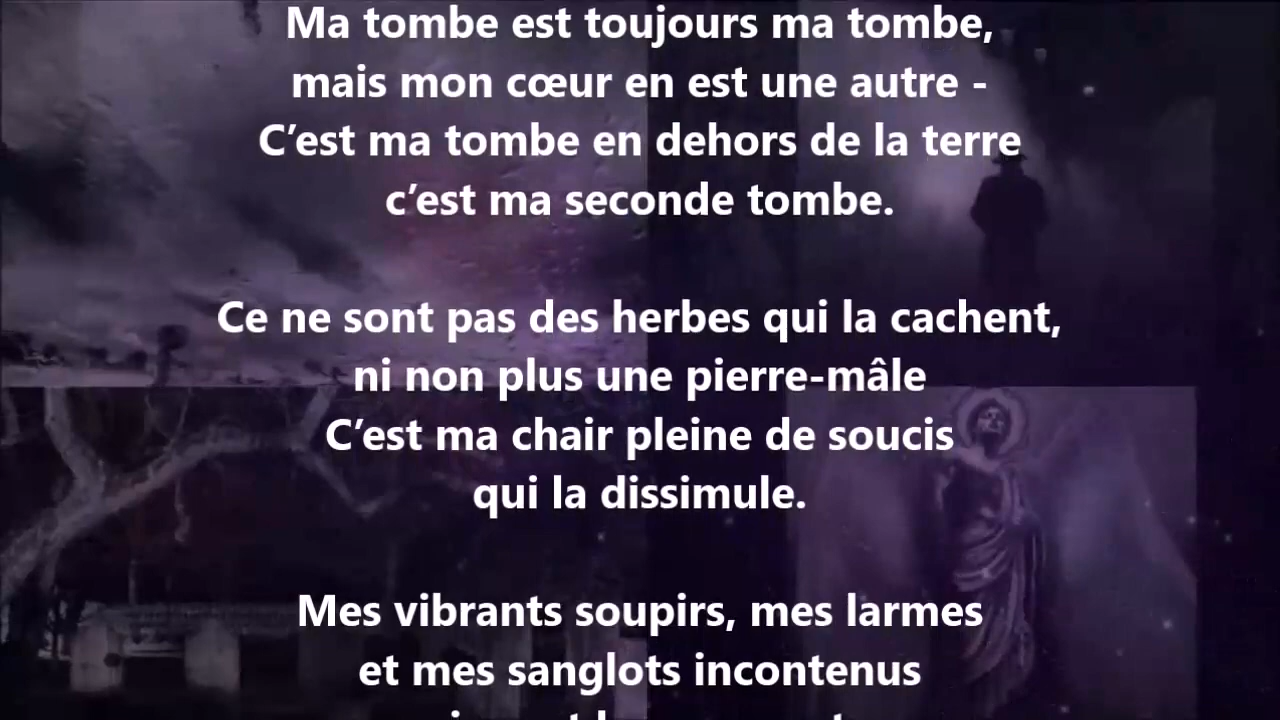 Ma tombe est toujours ma tombe,
mais mon cœur en est une autre -
C’est ma tombe en dehors de la terre
c’est ma seconde tombe.
Ce ne sont pas des herbes qui la cachent,
ni non plus une pierre-mâle
C’est ma chair pleine de soucis
qui la dissimule.
Mes vibrants soupirs, mes larmes
et mes sanglots incontenus